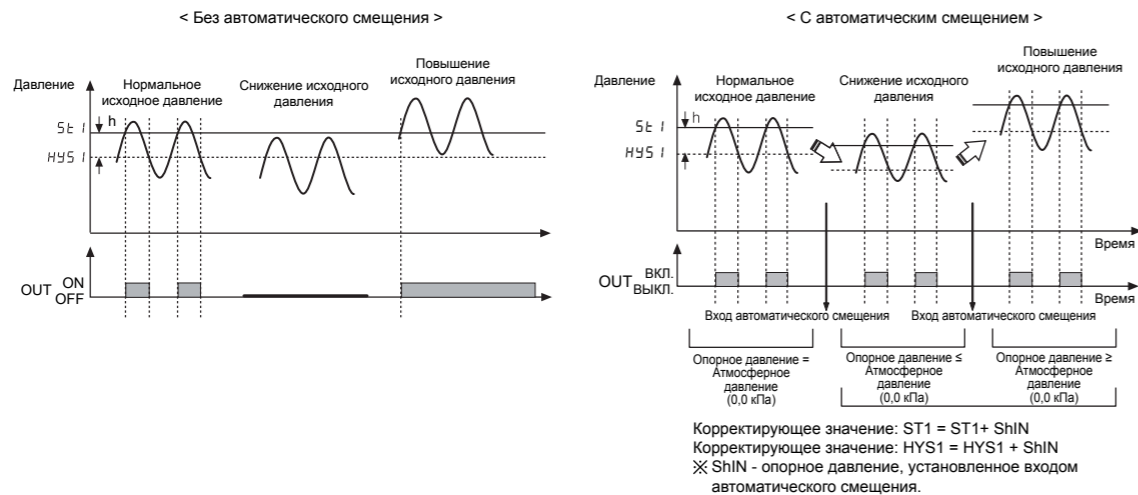 < Без автоматического смещения >
Давление
Нормальное
исходное давление
Снижение исходного
давления
Повышение
исходного давления
h
St 1
HYS 1
OUT
ON
OFF
< С автоматическим смещением >
Давление
Нормальное
исходное давление
Снижение исходного
давления
Повышение
исходного давления
h
St 1
HYS 1
Время
OUT
ВКЛ.
ВЫКЛ.
Время
Вход автоматического смещения
Вход автоматического смещения
Опорное давление =
Атмосферное
давление
(0,0 кПа)
Опорное давление ≤
Атмосферное
давление
(0,0 кПа)
Опорное давление ≥
Атмосферное
давление
(0,0 кПа)
Корректирующее значение: ST1 = ST1+ ShIN
Корректирующее значение: HYS1 = HYS1 + ShIN
※ ShIN - опорное давление, установленное входом
автоматического смещения.